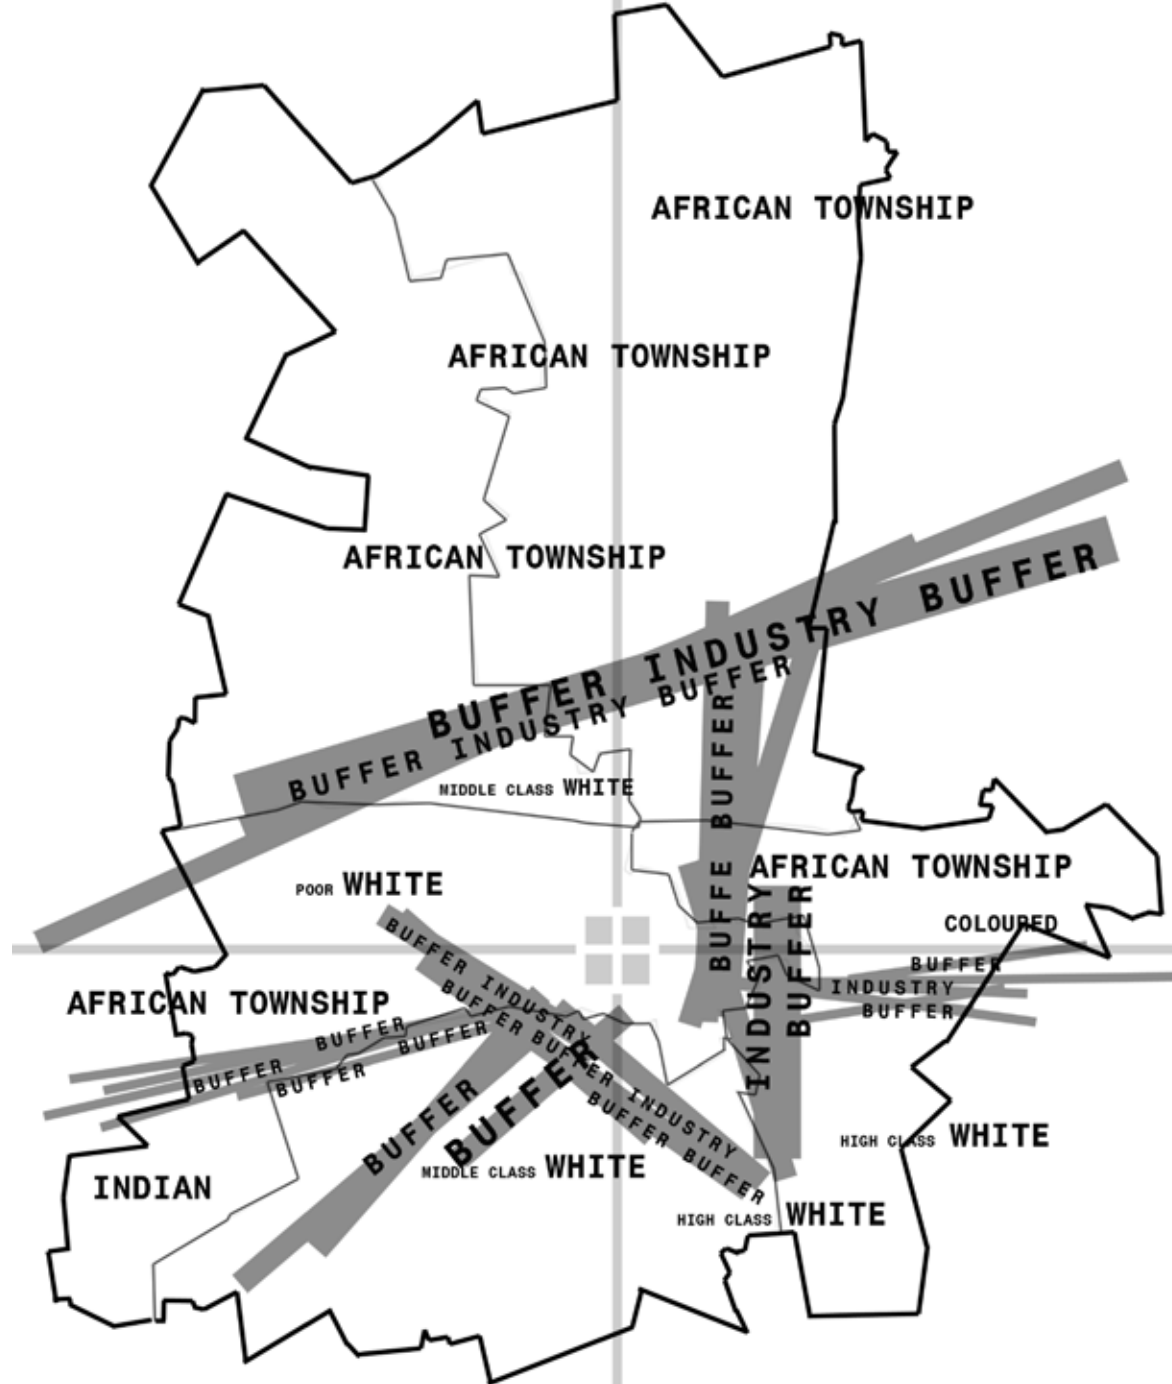 AFRICAN TOWNSHIP
AFRICAN TOWNSHIP
AFRICAN TOWNSHIP
BUFFER INDUSTRY BUFFER
BUFFER INDUSTRY BUFFER
MIDDLE CLASS WHITE
BUFFE BUFFER
AFRICAN TOWNSHIP
POOR WHITE
INDUSTRY
BUFFER
COLOURED
BUFFER
INDUSTRY
BUFFER
BUFFER INDUSTRY
BUFFER BUFFER INDUSTRY
BUFFER BUFFER
AFRICAN TOWNSHIP
BUFFER
BUFFER
BUFFER
BUFFER
BUFFER
BUFFER
HIGH CLASS WHITE
MIDDLE CLASS WHITE
INDIAN
HIGH CLASS WHITE